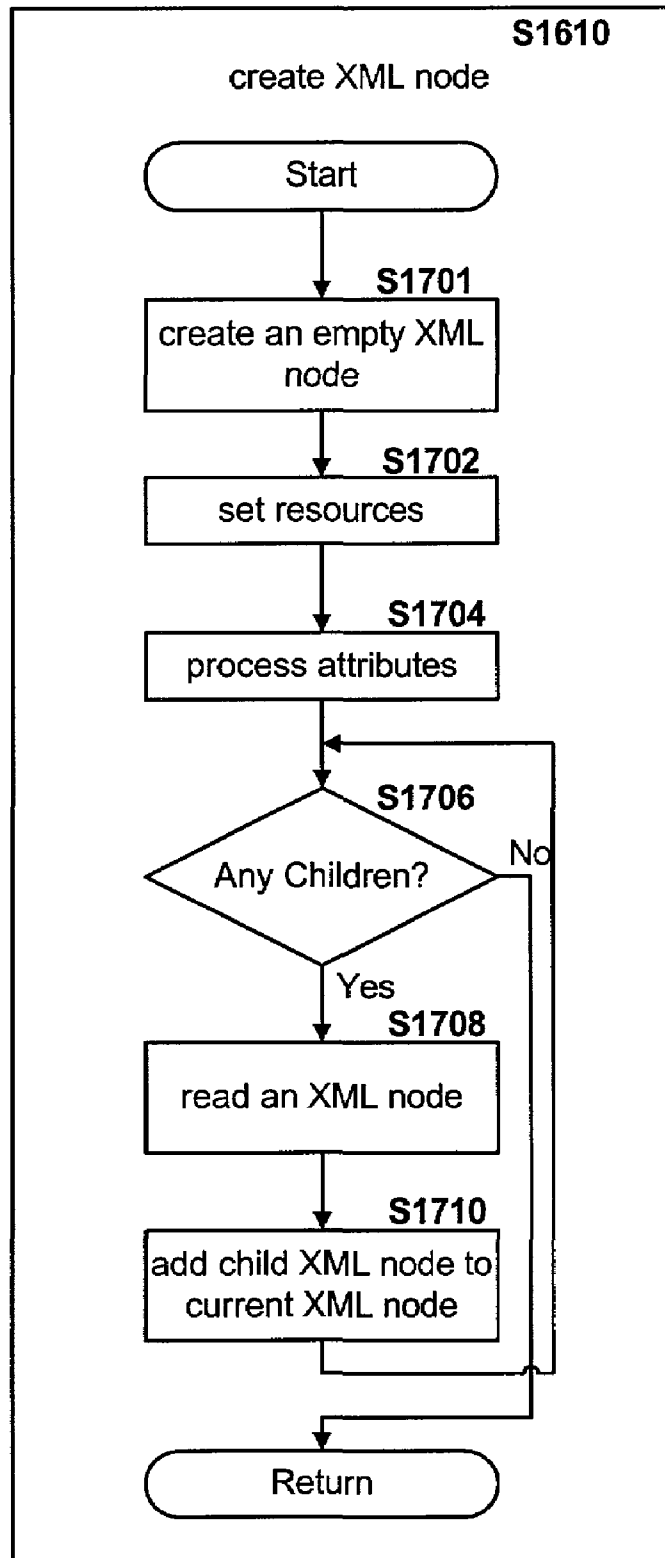 S1610
create XML node
Start
S1701
create an empty XML
node
S1702
set resources
S1704
process attributes
S1706
Any Children?
No
Yes
S1708
read an XML node
S1710
add child XML node to
current XML node
Return